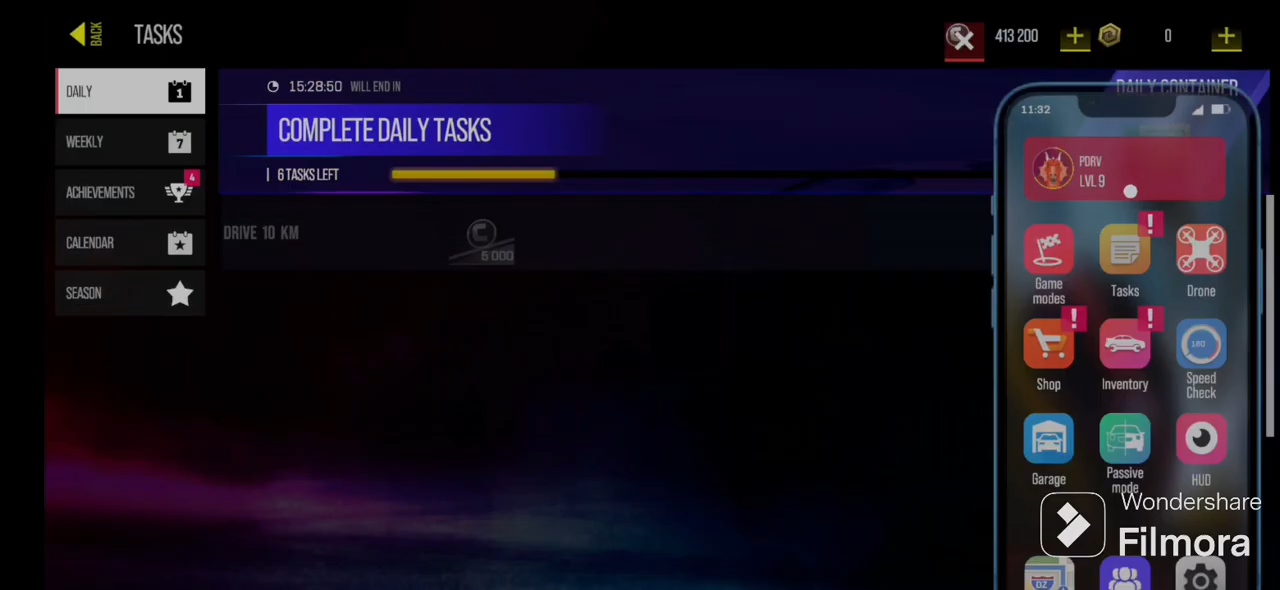 BACK
TASKS
413 200
0
DAILY
1
WEEKLY
7
ACHIEVEMENTS
4
CALENDAR
SEASON
15:28:50 WILL END IN
COMPLETE DAILY TASKS
6 TASKS LEFT
DRIVE 10 KM
C
5 000
DAILY CONTAINER
11:32
PDRV
LVL 9
!
Game
modes
Tasks
Drone
!
!
180
Shop
Inventory
Speed
Check
Garage
Passive
mode
HUD
DZ
Wondershare
Filmora